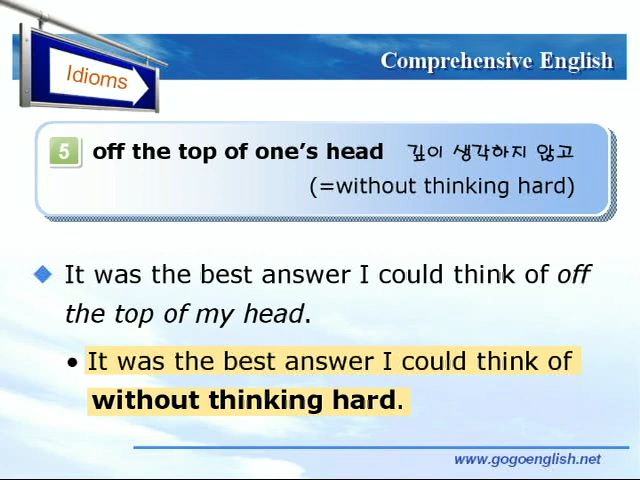 Idioms
Comprehensive English
5 off the top of one's head 깊이 생각하지 않고
(=without thinking hard)
It was the best answer I could think of off
the top of my head.
• It was the best answer I could think of
without thinking hard.
www.gogoenglish.net